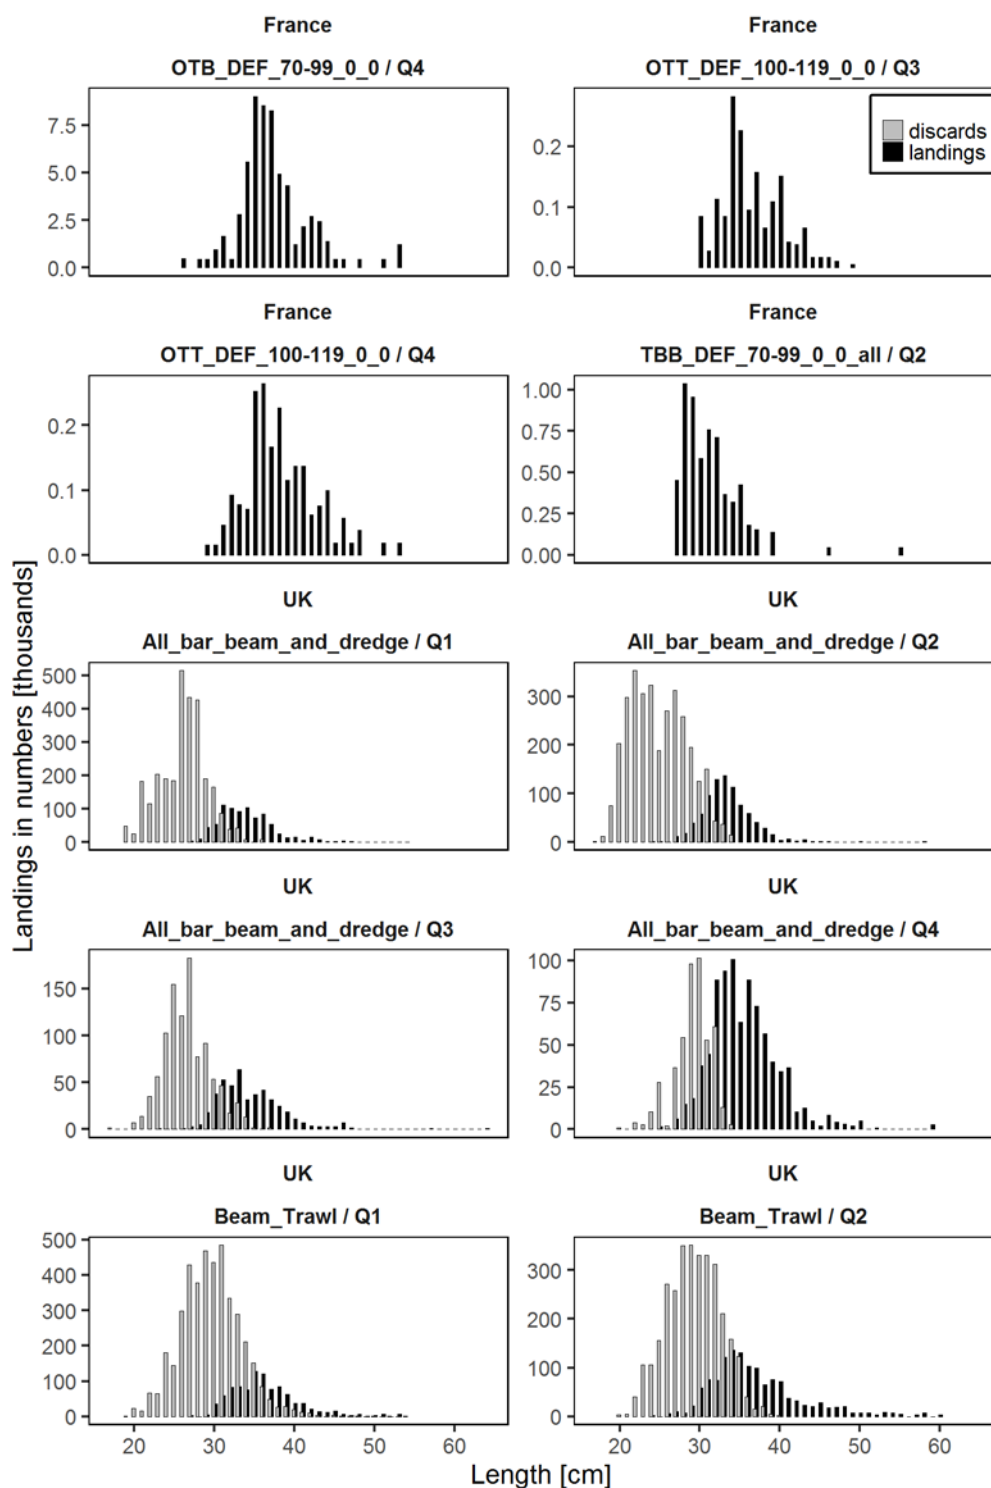 France
France
OTB_DEF_70-99_0_0 / Q4
OTT_DEF_100-119_0_0 / Q3
7.5
5.0
2.5
0.0
0.2
0.1
0.0
discards
landings
France
France
OTT_DEF_100-119_0_0 / Q4
TBB_DEF_70-99_0_0_all / Q2
0.2
0.1
0.0
1.00
0.75
0.50
0.25
0.00
UK
UK
All_bar_beam_and_dredge / Q1
All_bar_beam_and_dredge / Q2
500
400
300
200
100
0
300
200
100
0
UK
UK
All_bar_beam_and_dredge / Q3
All_bar_beam_and_dredge / Q4
150
100
50
0
100
75
50
25
0
UK
UK
Beam_Trawl / Q1
Beam_Trawl / Q2
500
400
300
200
100
0
300
200
100
0
20 30 40 50 60
20 30 40 50 60
Length [cm]
Landings in numbers [thousands]